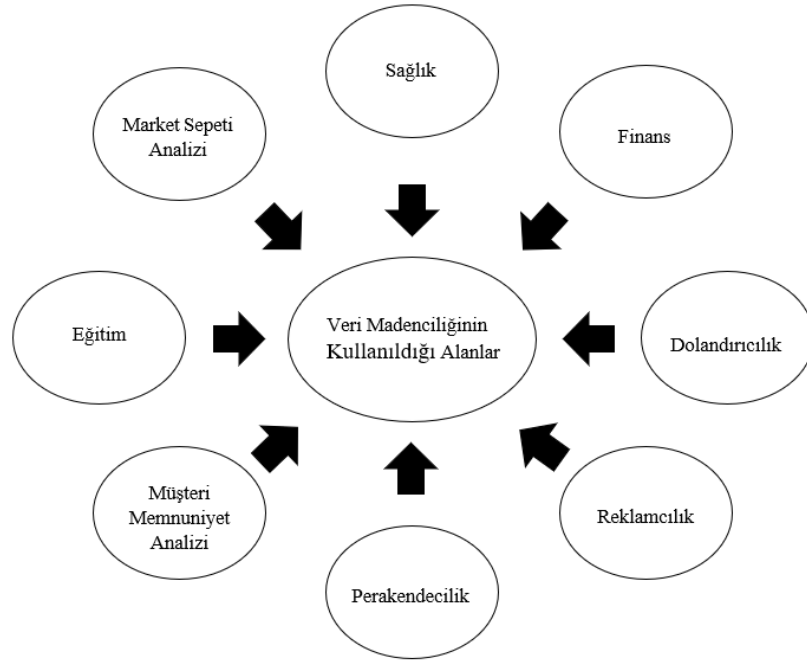 Sağlık
Market Sepeti
Analizi
Finans
Eğitim
Veri Madenciliğinin
Kullanıldığı Alanlar
Dolandırıcılık
Müşteri
Memnuniyet
Analizi
Reklamcılık
Perakendecilik